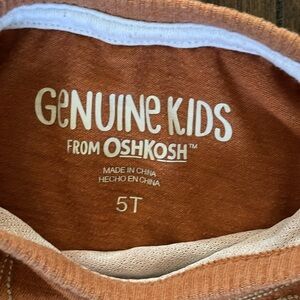 GENUINE KIDS
FROM OSHKOSH™
MADE IN CHINA
HECHO EN CHINA
5T